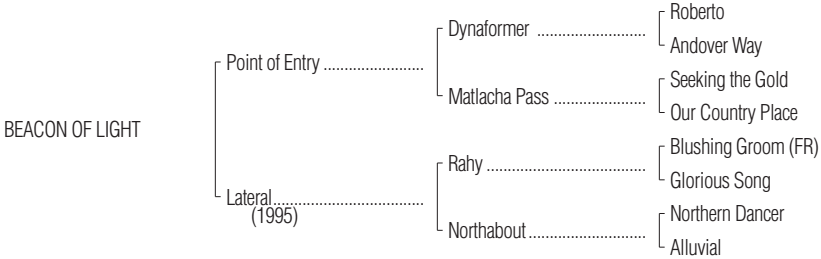 Roberto
Dynaformer ..........................
Andover Way
Point of Entry ........................
Seeking the Gold
Matlacha Pass ......................
Our Country Place
BEACON OF LIGHT
Blushing Groom (FR)
Rahy ......................................
Glorious Song
Lateral....................................
(1995)
Northern Dancer
Northabout............................
Alluvial